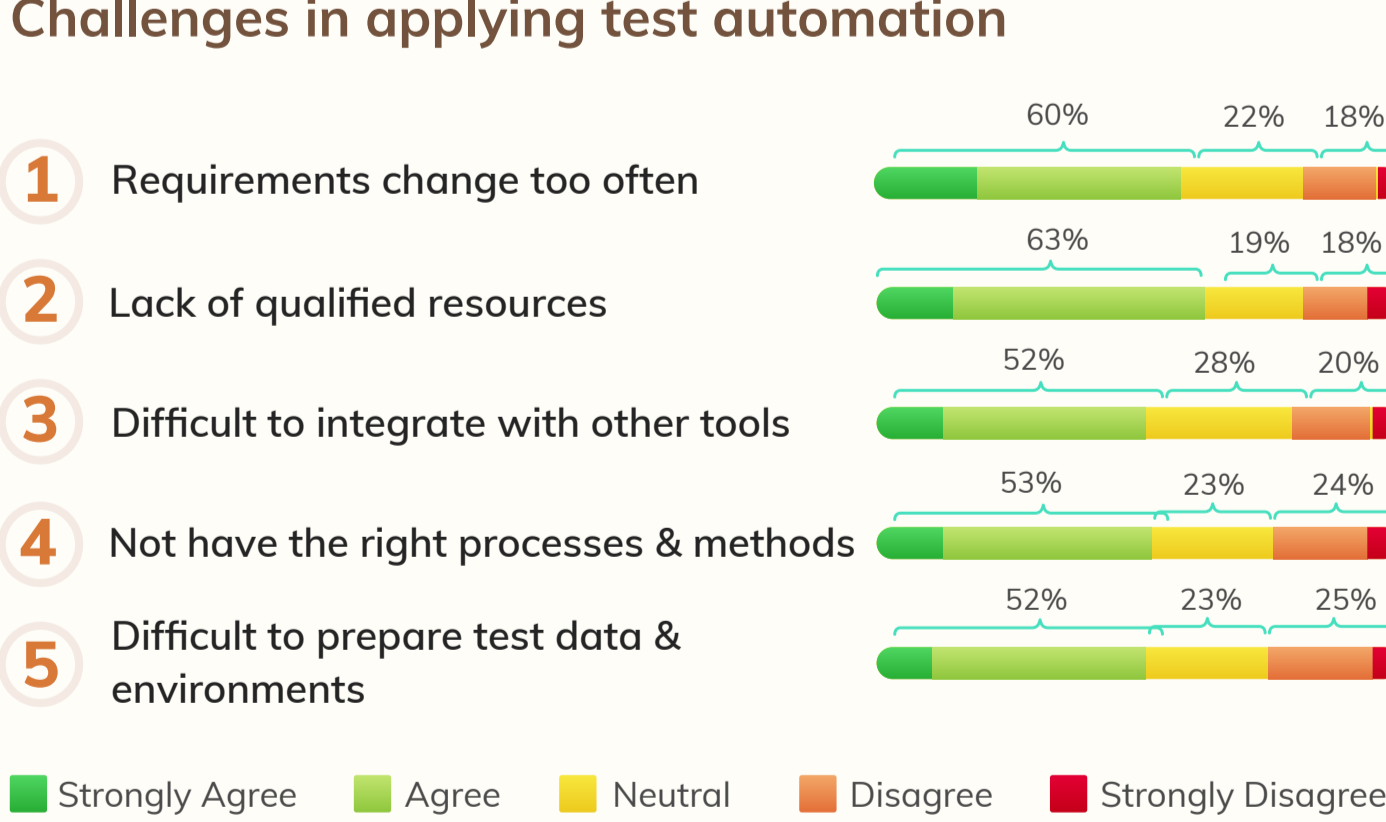 Challenges in applying test automation
60% 22% 18%
1 Requirements change too often
63% 19% 18%
2 Lack of qualified resources
52% 28% 20%
3 Difficult to integrate with other tools
53% 23% 24%
4 Not have the right processes & methods
52% 23% 25%
5 Difficult to prepare test data &
environments
Strongly Agree Agree Neutral Disagree Strongly Disagree